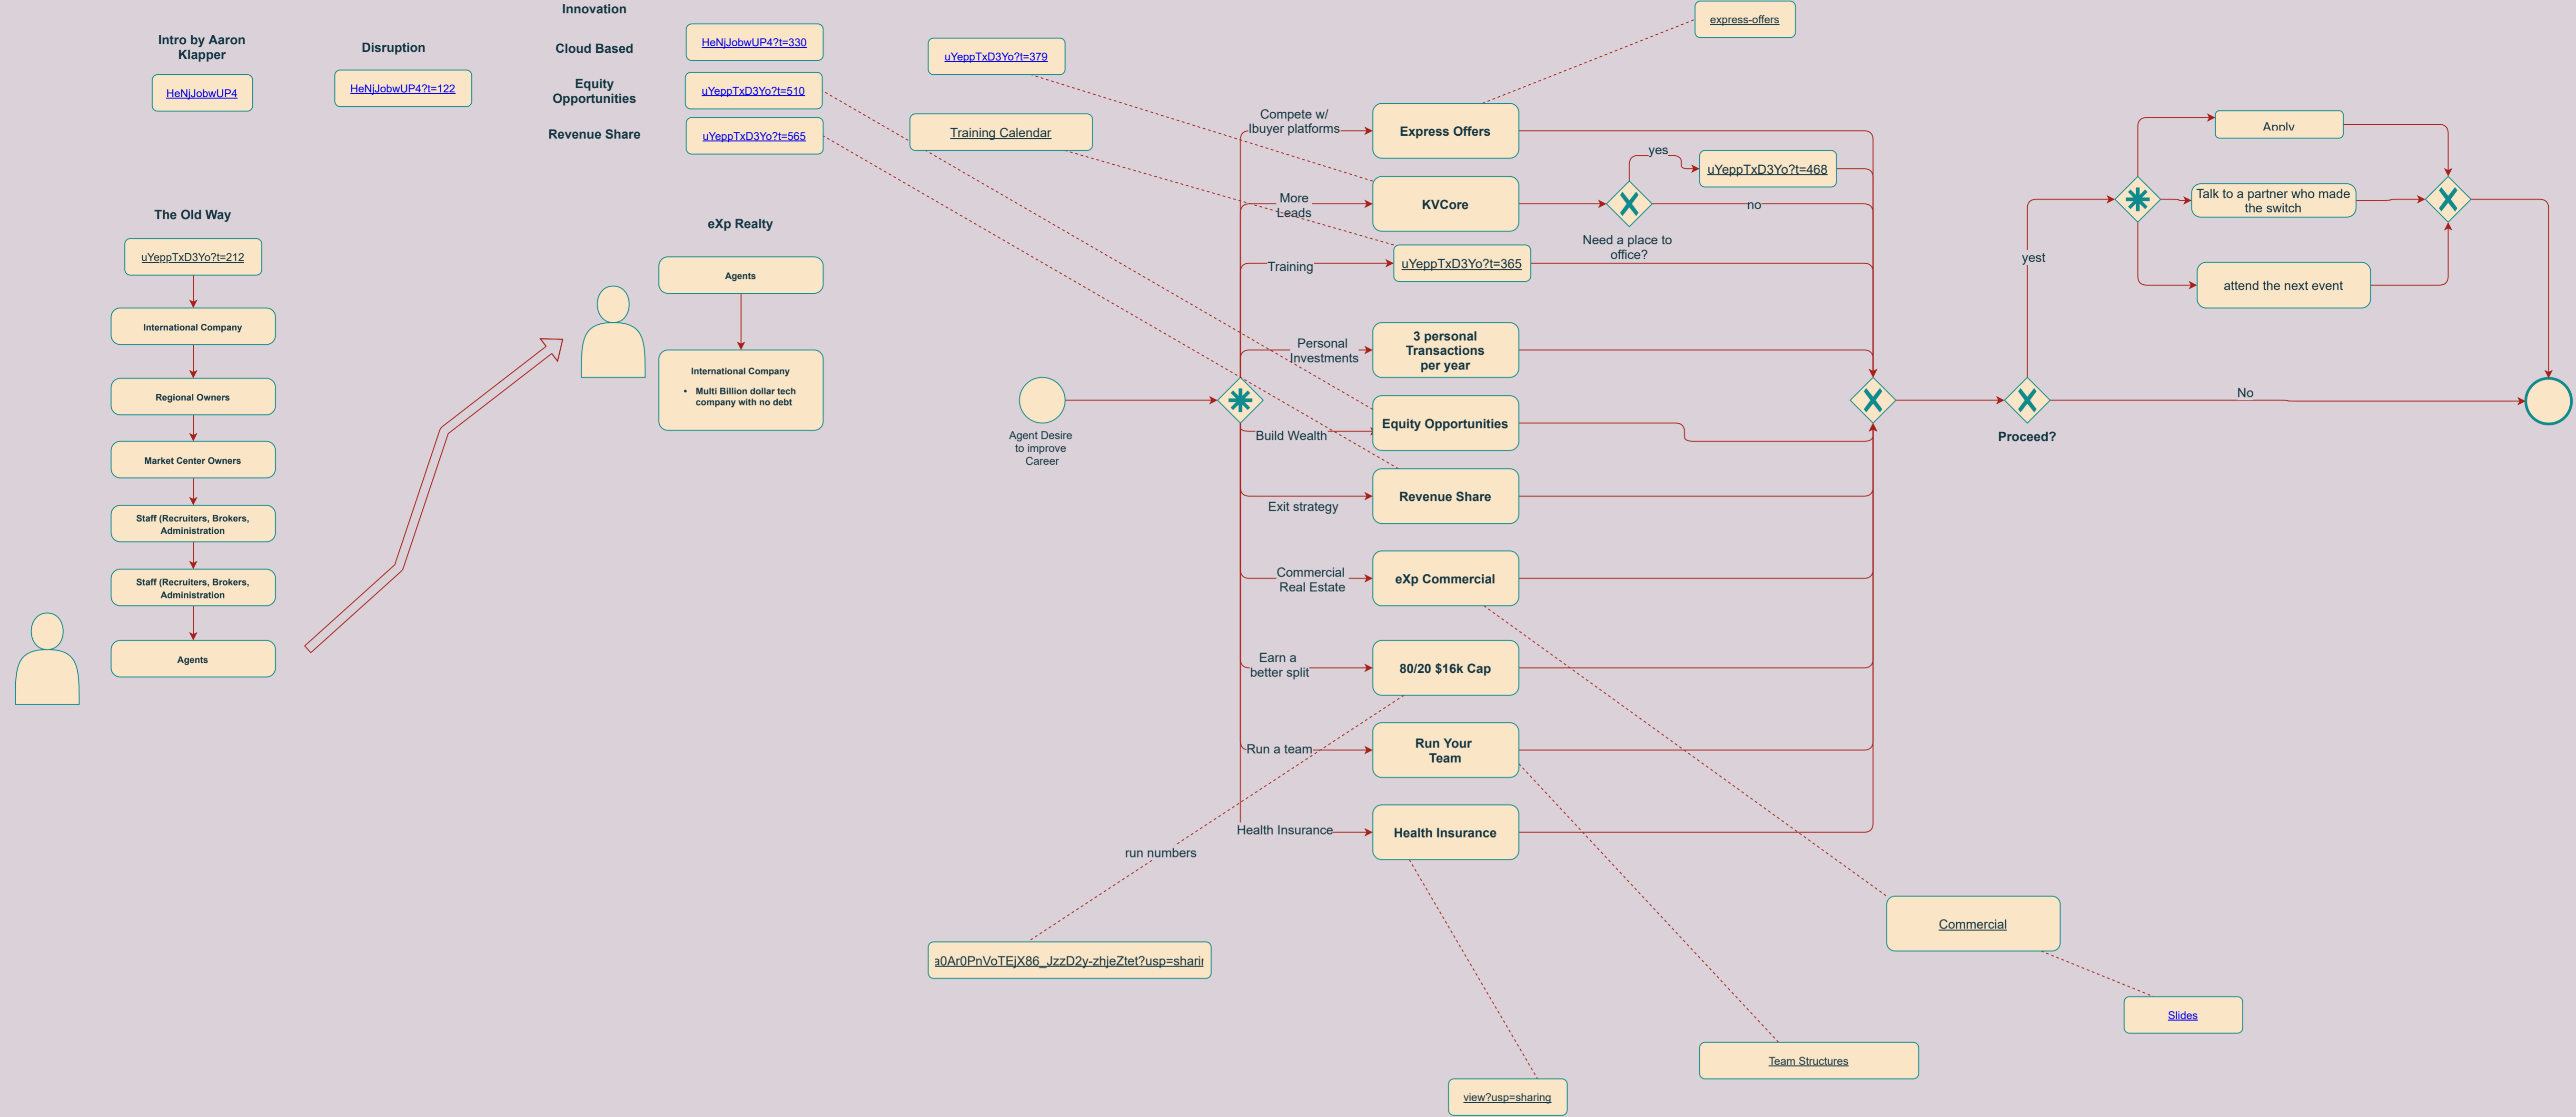 Intro by Aaron
Klapper
HeNjJobwUP4
Disruption
HeNjJobwUP4?t=122
Innovation
Cloud Based
HeNjJobwUP4?t=330
Equity
Opportunities
uYeppTxD3Yo?t=510
Revenue Share
uYeppTxD3Yo?t=565
The Old Way
uYeppTxD3Yo?t=212
International Company
Regional Owners
Market Center Owners
Staff (Recruiters, Brokers,
Administration
Staff (Recruiters, Brokers,
Administration
Agents
eXp Realty
Agents
International Company
• Multi Billion dollar tech
company with no debt
uYeppTxD3Yo?t=379
Training Calendar
Agent Desire
to improve
Career
express-offers
Compete w/
Ibuyer platforms
Express Offers
More
Leads
KVCore
Need a place to
office?
yes
uYeppTxD3Yo?t=468
no
Training
uYeppTxD3Yo?t=365
Personal
Investments
3 personal
Transactions
per year
Build Wealth
Equity Opportunities
Exit strategy
Revenue Share
Commercial
Real Estate
eXp Commercial
Earn a
better split
80/20 $16k Cap
Run a team
Run Your
Team
Health Insurance
Health Insurance
run numbers
a0Ar0PnVoTEjX86_JzzD2y-zhjeZtet?usp=sharin
view?usp=sharing
Team Structures
Commercial
Slides
Proceed?
yest
No
Apply
Talk to a partner who made
the switch
attend the next event